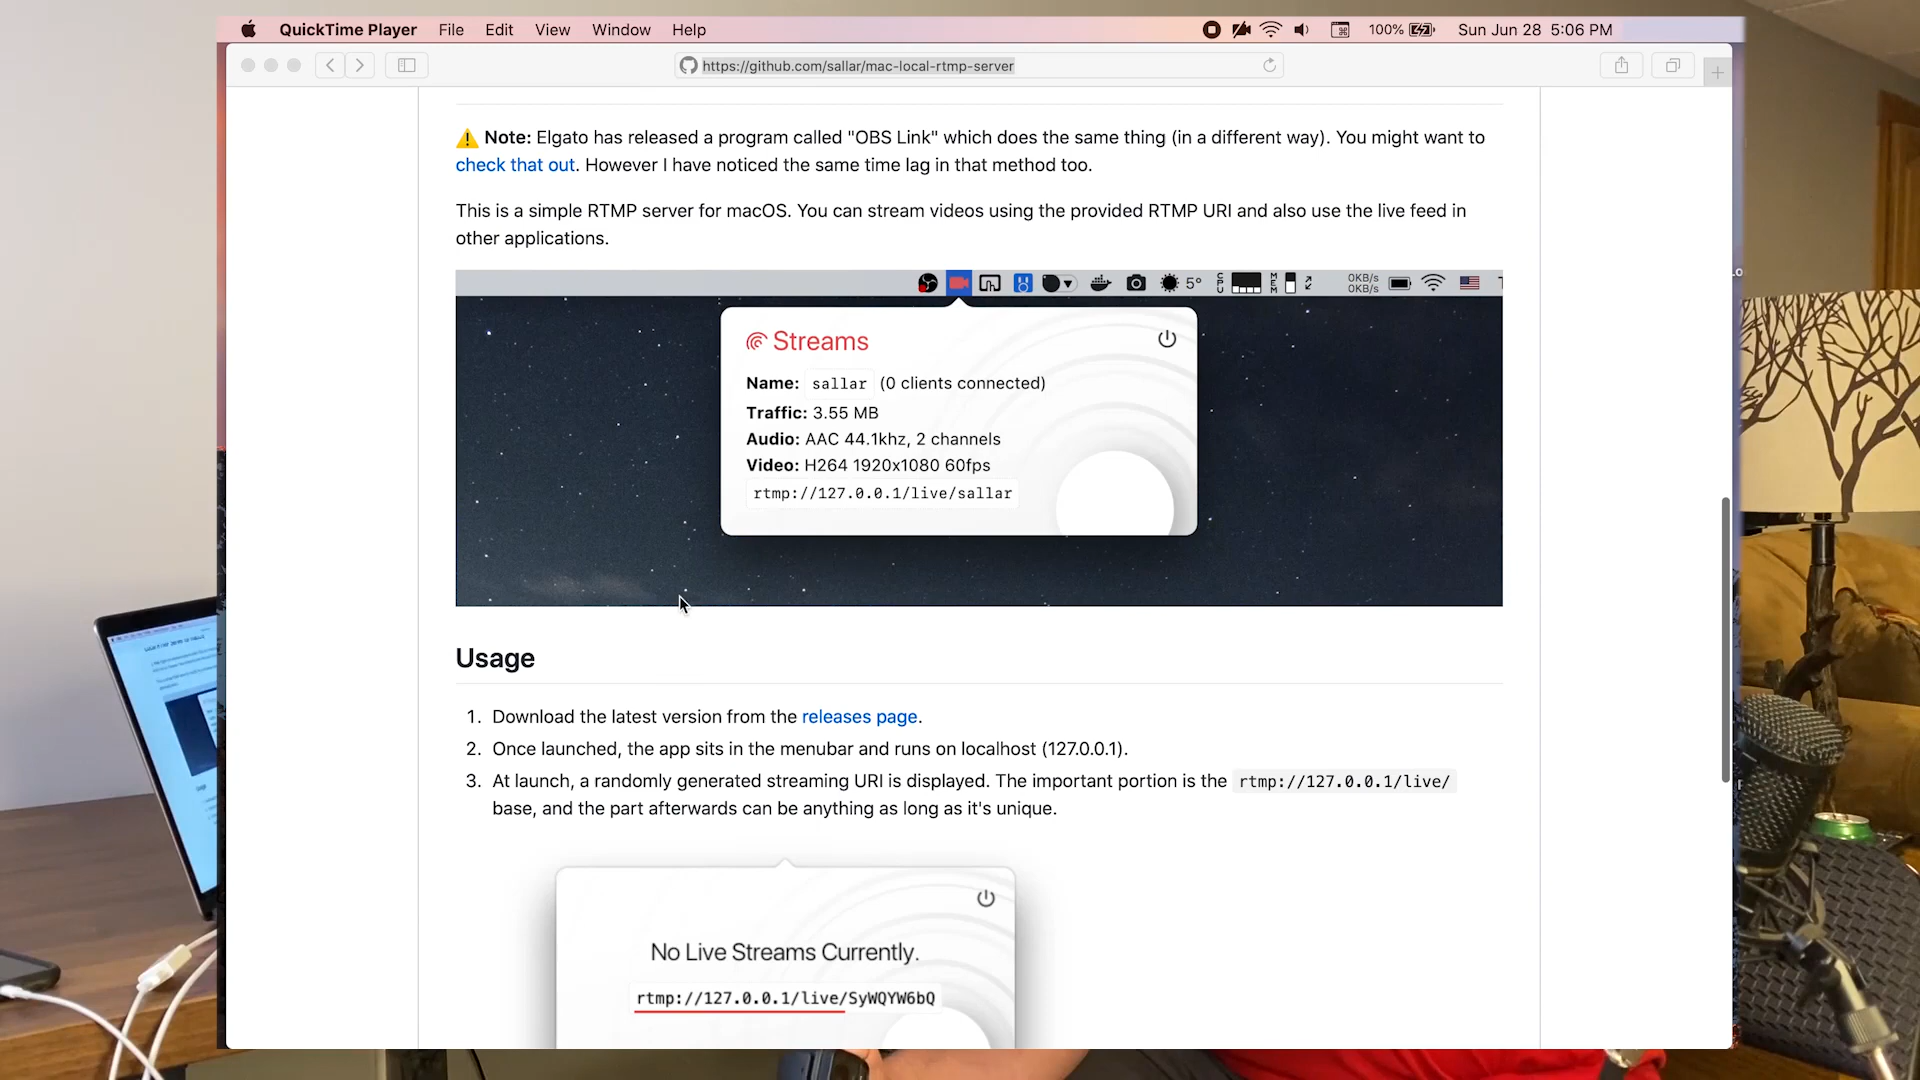 QuickTime Player File Edit View Window Help 100% Sun Jun 28 5:06 PM
https://github.com/sallar/mac-local-rtmp-server
Note: Elgato has released a program called "OBS Link" which does the same thing (in a different way). You might want to
check that out. However I have noticed the same time lag in that method too.
This is a simple RTMP server for macOS. You can stream videos using the provided RTMP URI and also use the live feed in
other applications.
5° CPU MEM 0KB/s
0KB/s
Streams
Name: sallar (0 clients connected)
Traffic: 3.55 MB
Audio: AAC 44.1khz, 2 channels
Video: H264 1920x1080 60fps
rtmp://127.0.0.1/live/sallar
Usage
1. Download the latest version from the releases page.
2. Once launched, the app sits in the menubar and runs on localhost (127.0.0.1).
3. At launch, a randomly generated streaming URI is displayed. The important portion is the rtmp://127.0.0.1/live/
base, and the part afterwards can be anything as long as it's unique.
No Live Streams Currently.
rtmp://127.0.0.1/live/SyWQYW6bQ